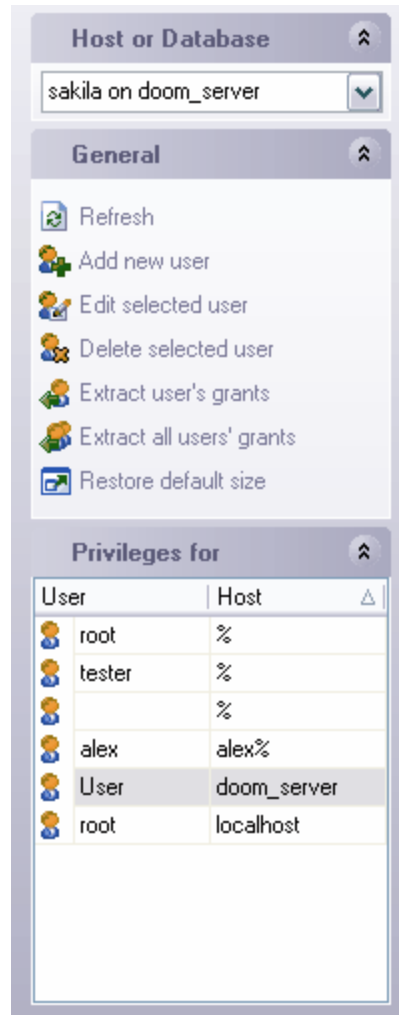 Host or Database
sakila on doom_server
General
Refresh
Add new user
Edit selected user
Delete selected user
Extract user's grants
Extract all users' grants
Restore default size
Privileges for
User Host
root %
tester %
%
alex alex%
User doom_server
root localhost